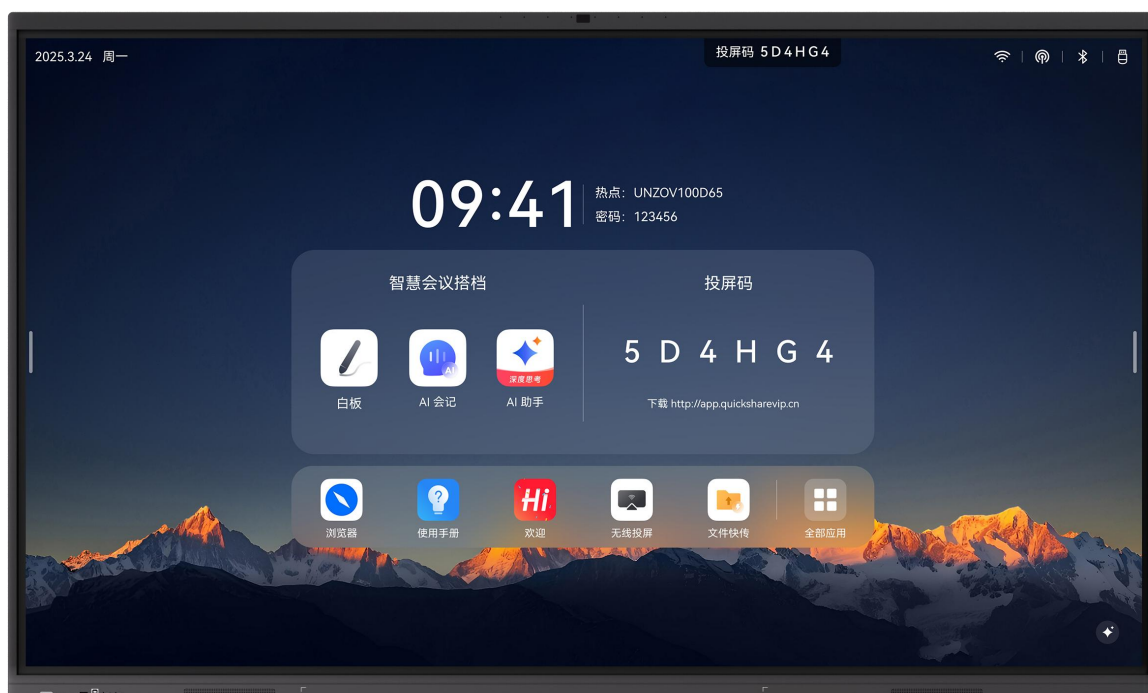 2025.3.24 周一
投屏码 5D4HG4
09:41
热点：UNZOV100D65
密码：123456
智慧会议搭档
投屏码
5 D 4 H G 4
AI
深度思考
白板
AI 会记
AI 助手
下载 http://app.quicksharevip.cn
Hi
浏览器
使用手册
欢迎
无线投屏
文件快传
全部应用